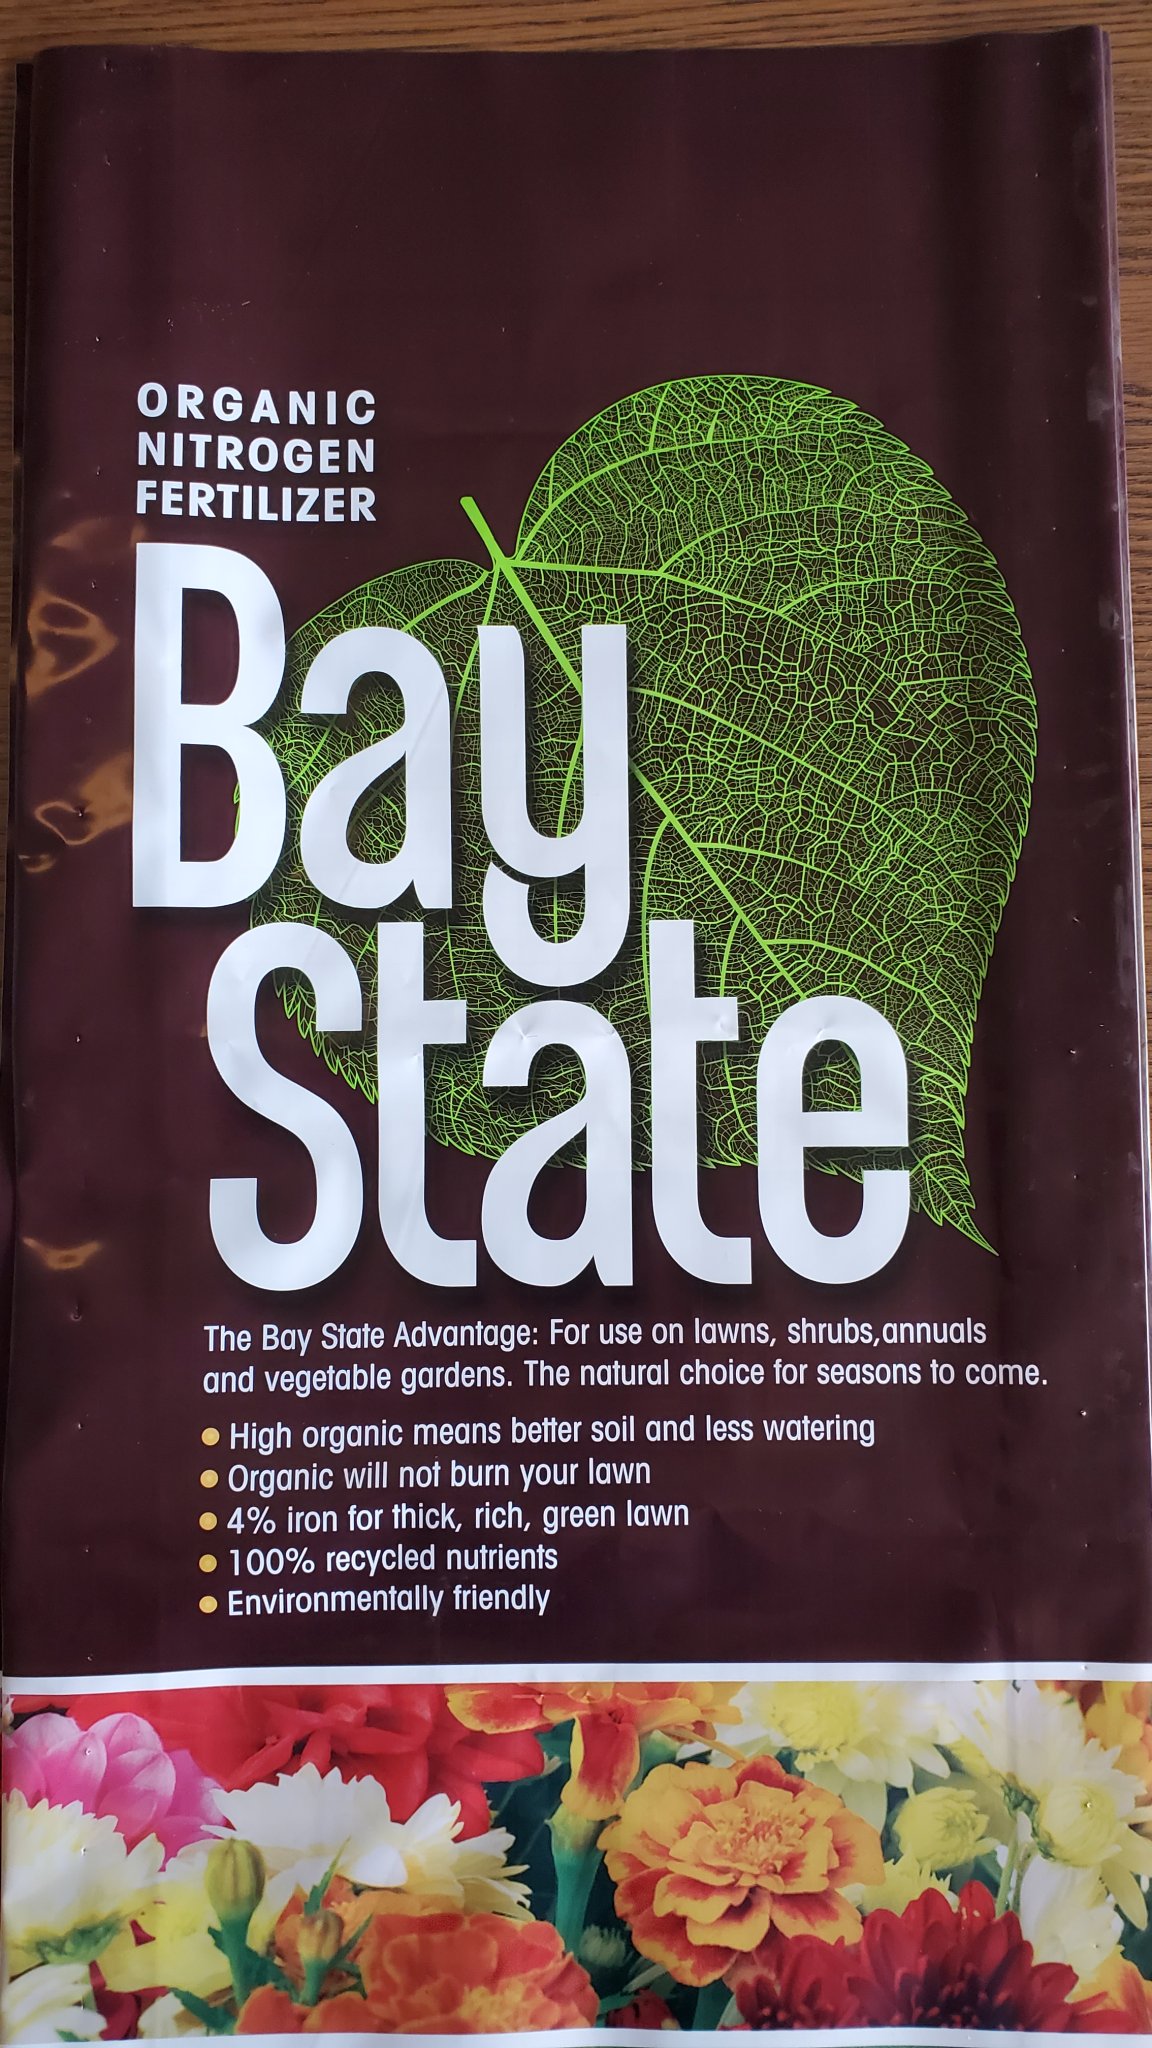 ORGANIC
NITROGEN
FERTILIZER
Bay
State
The Bay State Advantage: For use on lawns, shrubs,annuals
and vegetable gardens. The natural choice for seasons to come.
High organic means better soil and less watering
Organic will not burn your lawn
4% iron for thick, rich, green lawn
100% recycled nutrients
Environmentally friendly